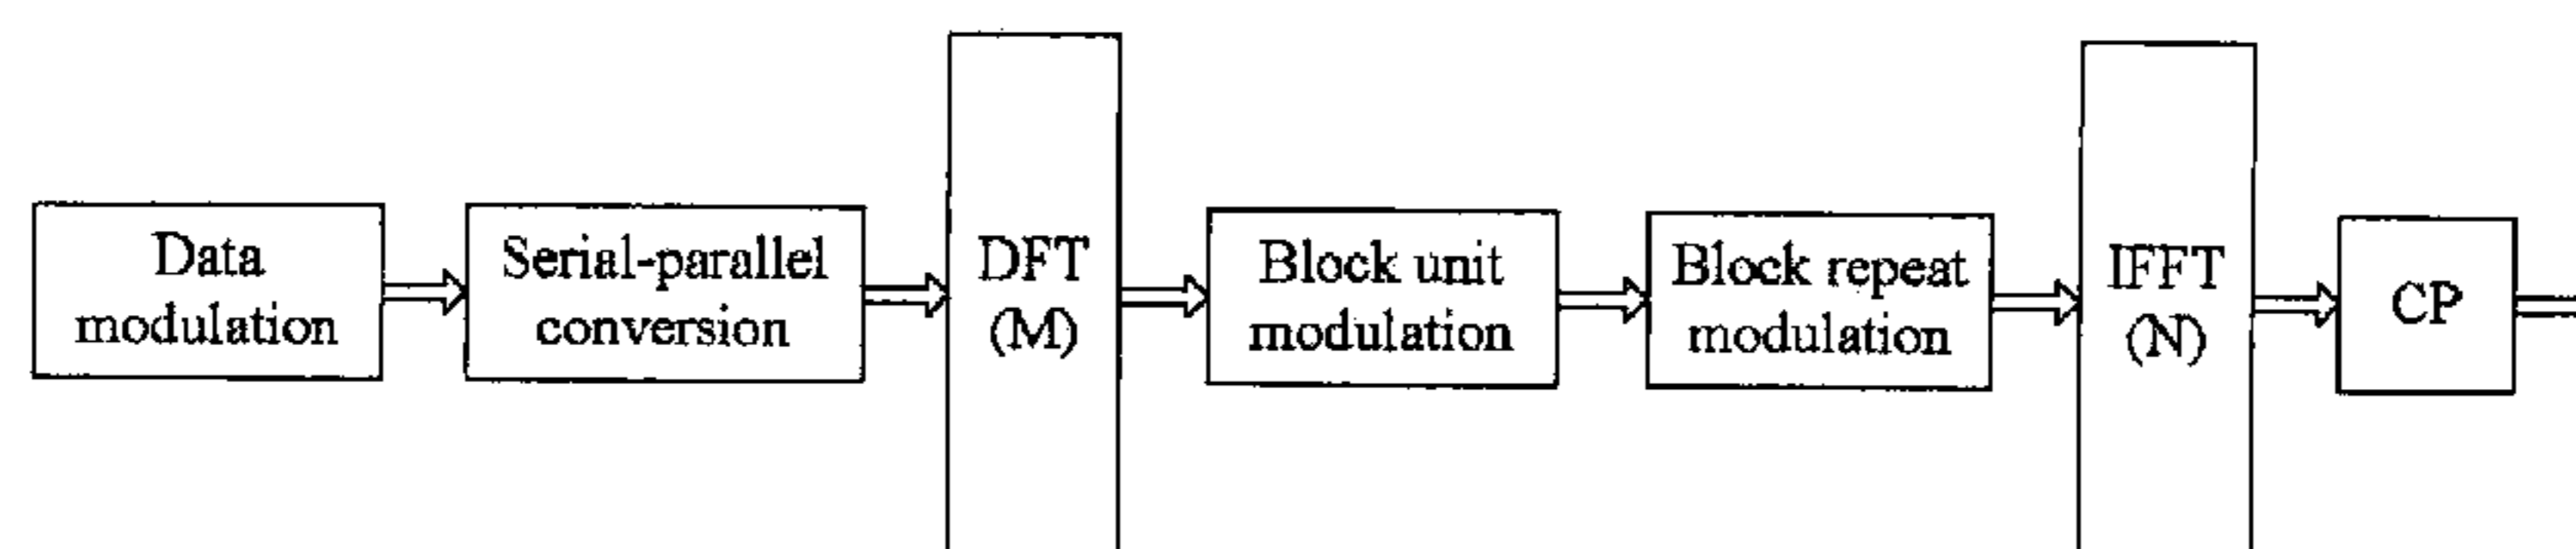 Data
modulation
Serial-parallel
conversion
DFT
(M)
Block unit
modulation
Block repeat
modulation
IFFT
(N)
CP